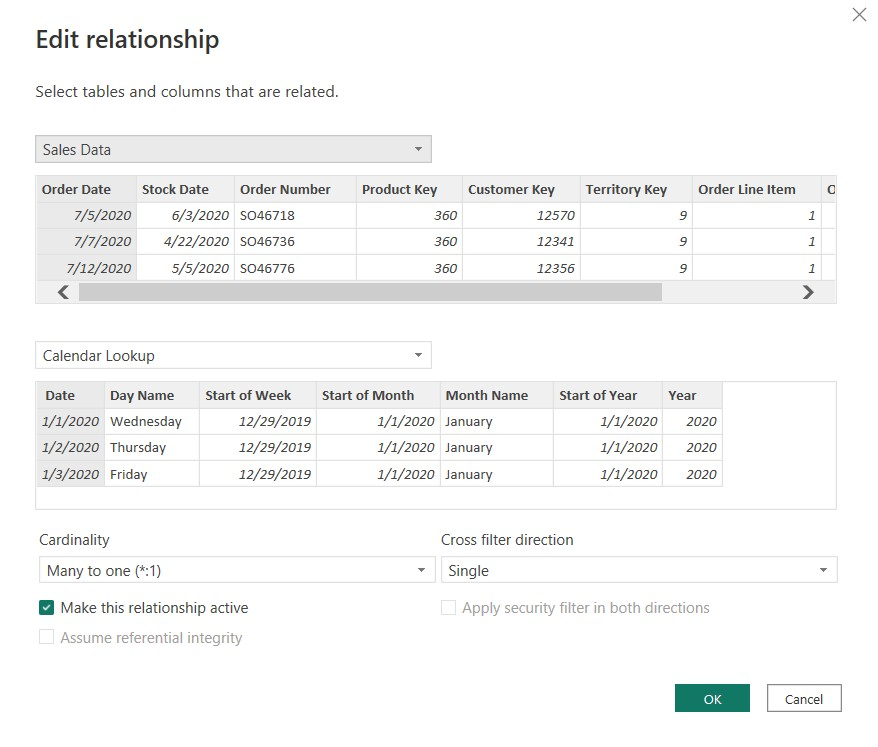 Edit relationship
Select tables and columns that are related.
Sales Data
Order Date Stock Date Order Number Product Key Customer Key Territory Key Order Line Item O
7/5/2020 6/3/2020 SO46718 360 12570 9 1
7/7/2020 4/22/2020 SO46736 360 12341 9 1
7/12/2020 5/5/2020 SO46776 360 12356 9 1
Calendar Lookup
Date Day Name Start of Week Start of Month Month Name Start of Year Year
1/1/2020 Wednesday 12/29/2019 1/1/2020 January 1/1/2020 2020
1/2/2020 Thursday 12/29/2019 1/1/2020 January 1/1/2020 2020
1/3/2020 Friday 12/29/2019 1/1/2020 January 1/1/2020 2020
Cardinality Cross filter direction
Many to one (*:1) Single
Make this relationship active Apply security filter in both directions
Assume referential integrity
OK Cancel